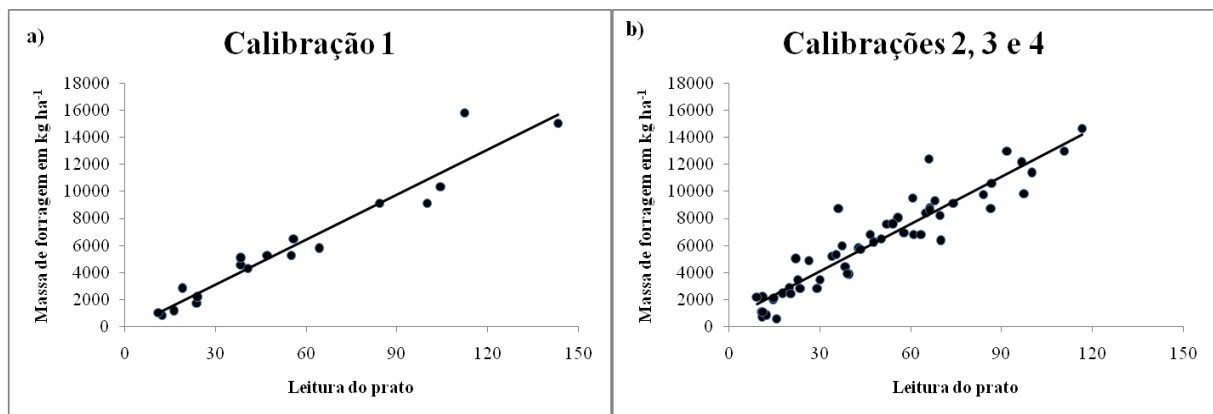 a)
Calibração 1
Massa de forragem em kg ha⁻¹
18000
16000
14000
12000
10000
8000
6000
4000
2000
0
0 30 60 90 120 150
Leitura do prato
b)
Calibrações 2, 3 e 4
Massa de forragem em kg ha⁻¹
18000
16000
14000
12000
10000
8000
6000
4000
2000
0
0 30 60 90 120 150
Leitura do prato